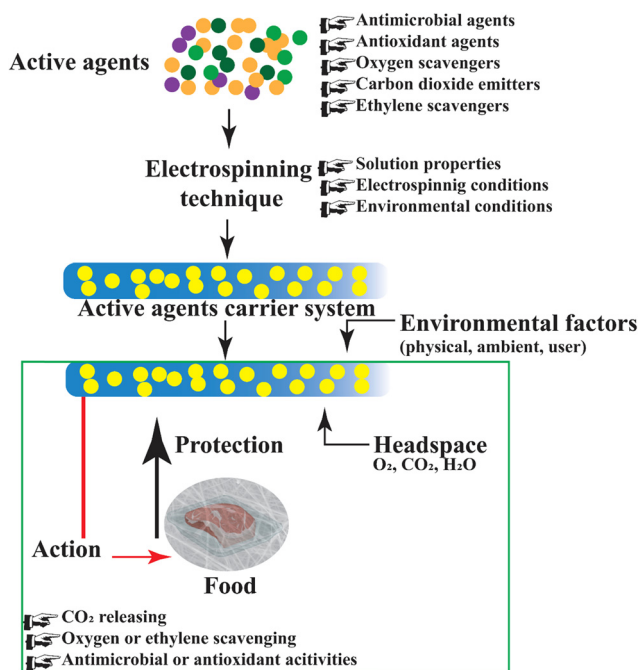 Active agents
Antimicrobial agents
Antioxidant agents
Oxygen scavengers
Carbon dioxide emitters
Ethylene scavengers
Electrospinning
technique
Solution properties
Electrospinnig conditions
Environmental conditions
Active agents carrier system
Environmental factors
(physical, ambient, user)
Protection
Headspace
O₂, CO₂, H₂O
Action
Food
CO₂ releasing
Oxygen or ethylene scavenging
Antimicrobial or antioxidant acitivities